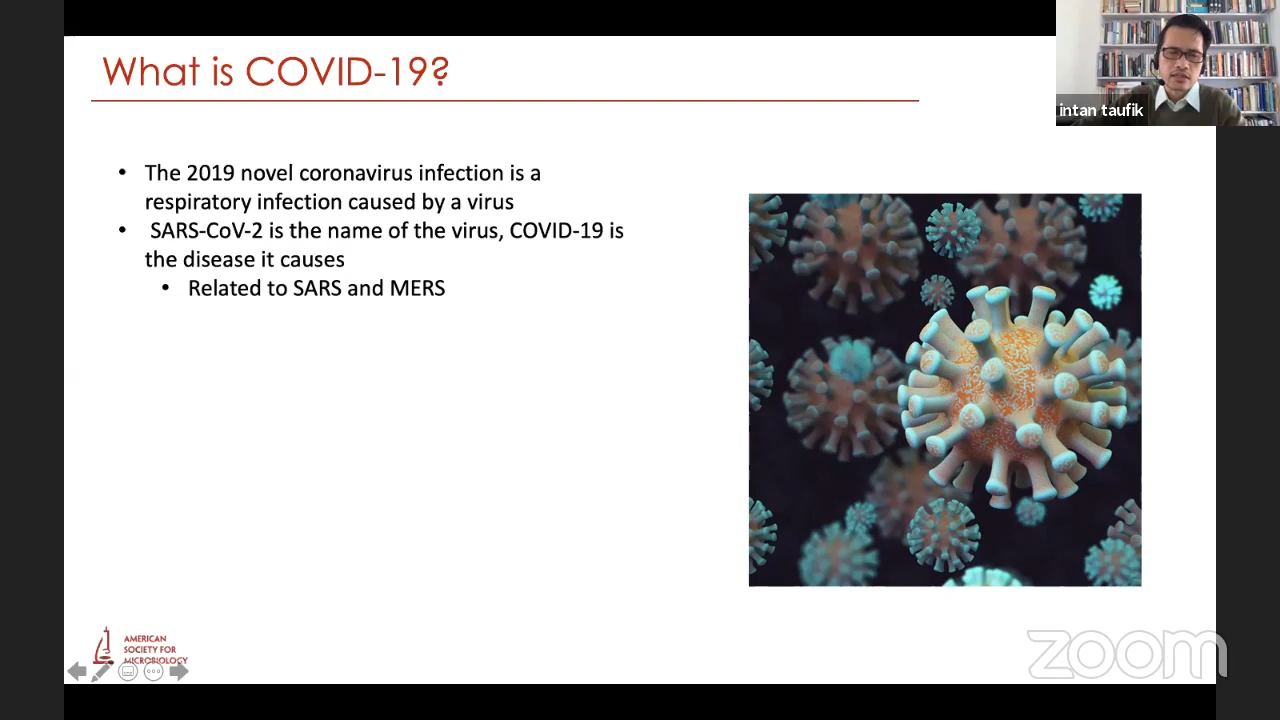 What is COVID-19?
intan taufik
• The 2019 novel coronavirus infection is a
respiratory infection caused by a virus
• SARS-CoV-2 is the name of the virus, COVID-19 is
the disease it causes
• Related to SARS and MERS
AMERICAN
SOCIETY FOR
MICROBIOLOGY
zoom